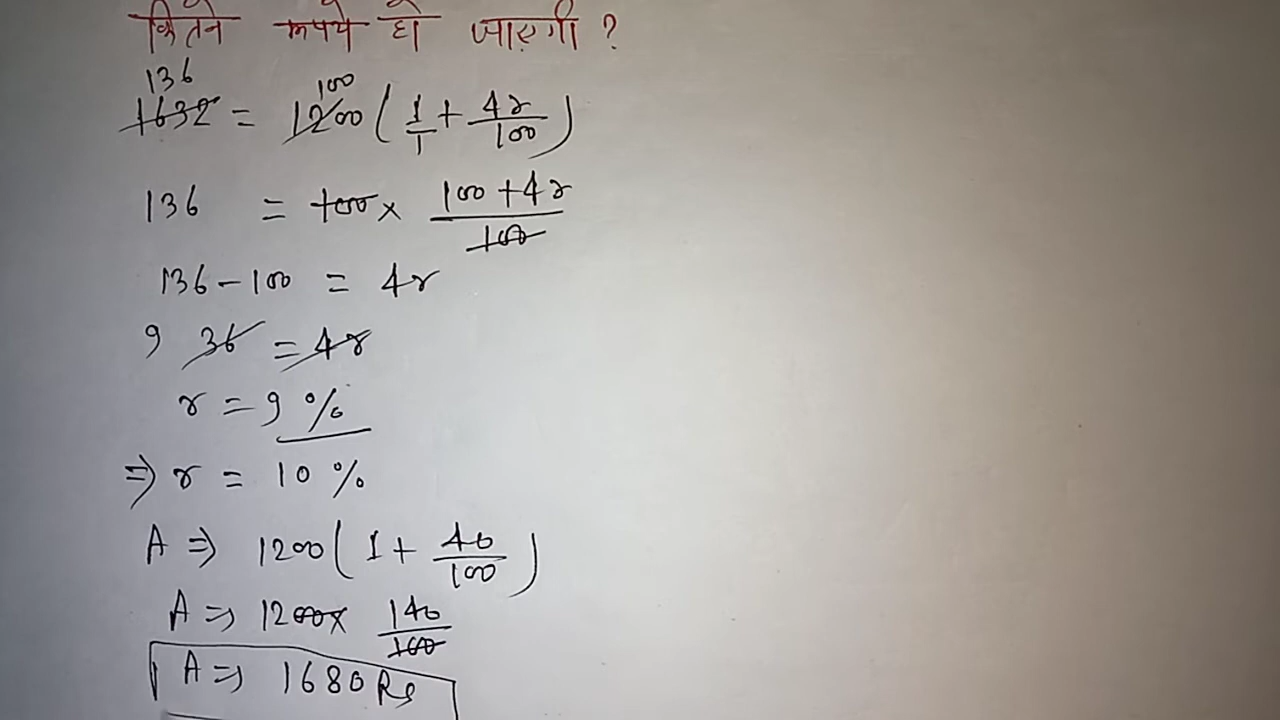 कितने रूपये हो जाएगी ?
136 100
1632 = 1200 ( 1/1 + 4r/100 )
136 = 100 × (100 + 4r)/100
136 - 100 = 4r
9 36 = 4r
r = 9 %
⇒ r = 10 %
A ⇒ 1200 ( 1 + 40/100 )
A ⇒ 1200 × 140/100
A ⇒ 1680 Rs